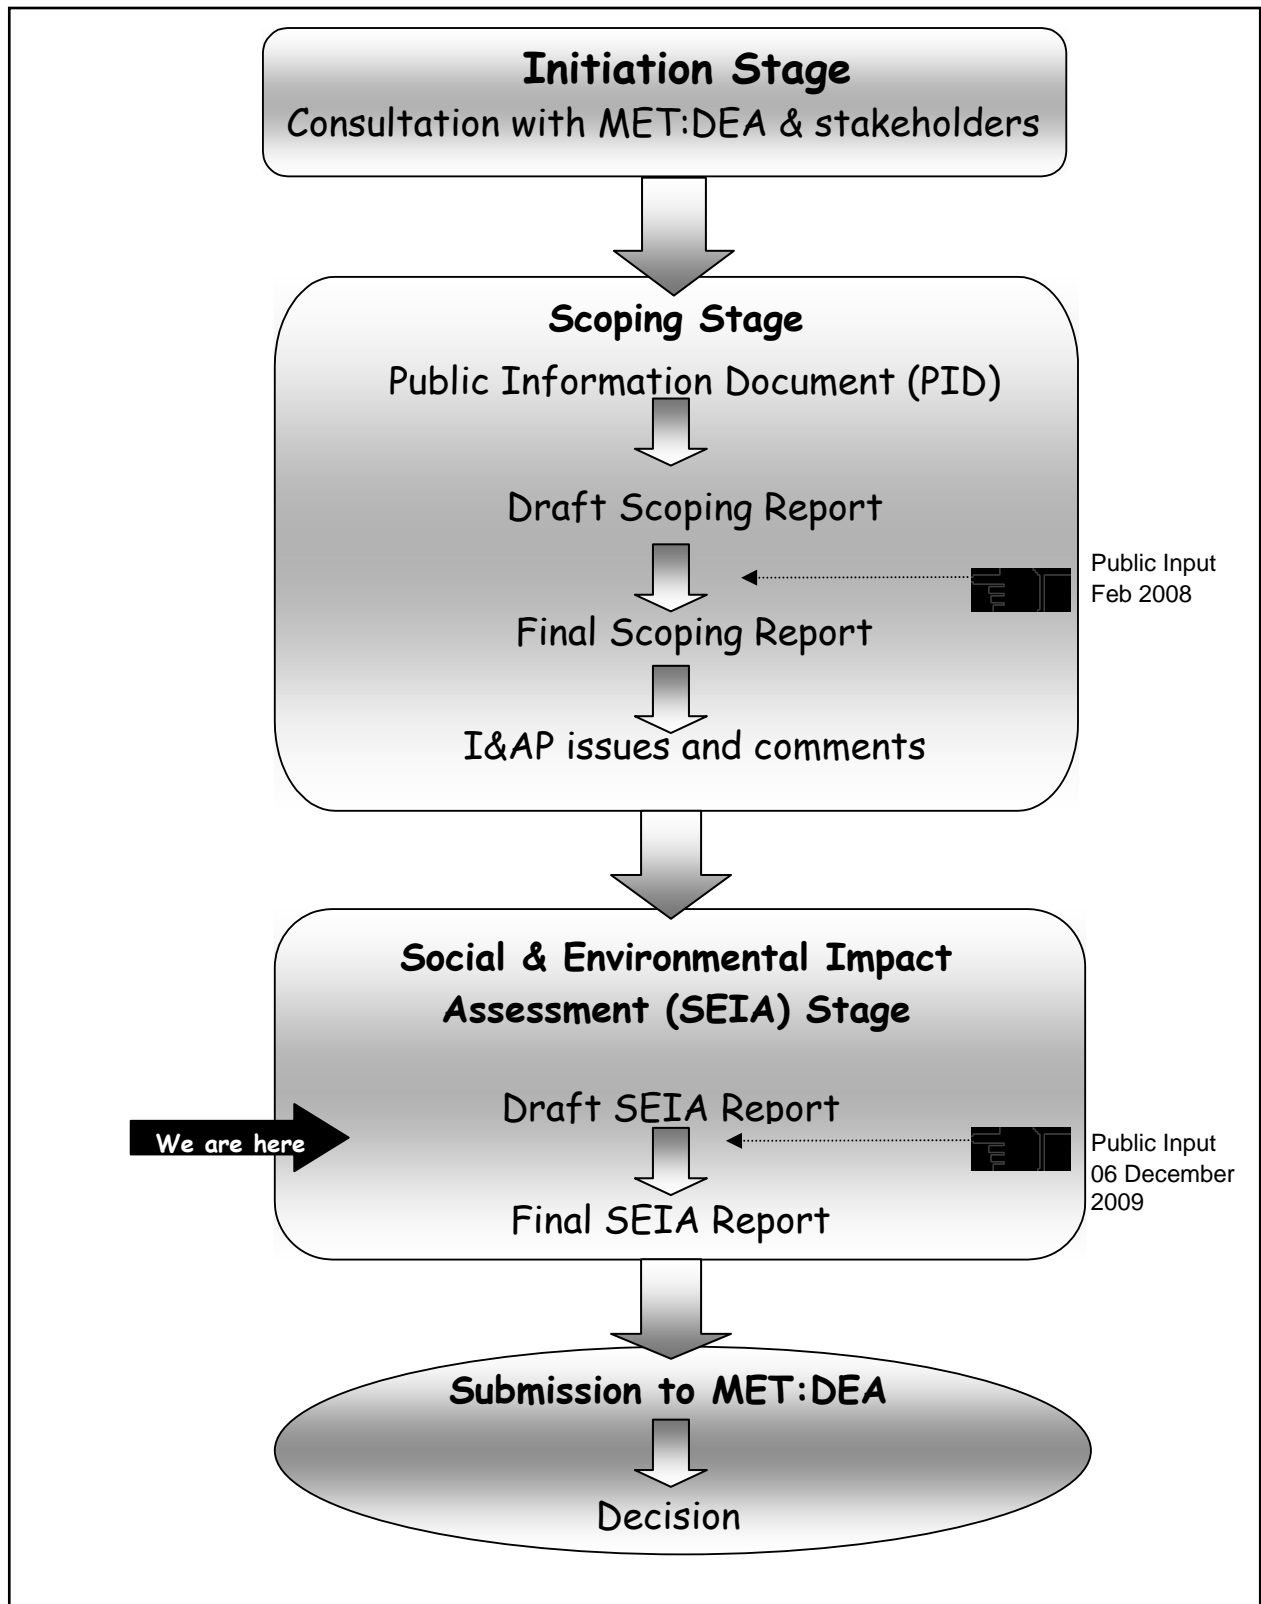 Initiation Stage
Consultation with MET:DEA & stakeholders
Scoping Stage
Public Information Document (PID)
Draft Scoping Report
Public Input
Feb 2008
Final Scoping Report
I&AP issues and comments
Social & Environmental Impact
Assessment (SEIA) Stage
Draft SEIA Report
We are here
Public Input
06 December
2009
Final SEIA Report
Submission to MET:DEA
Decision